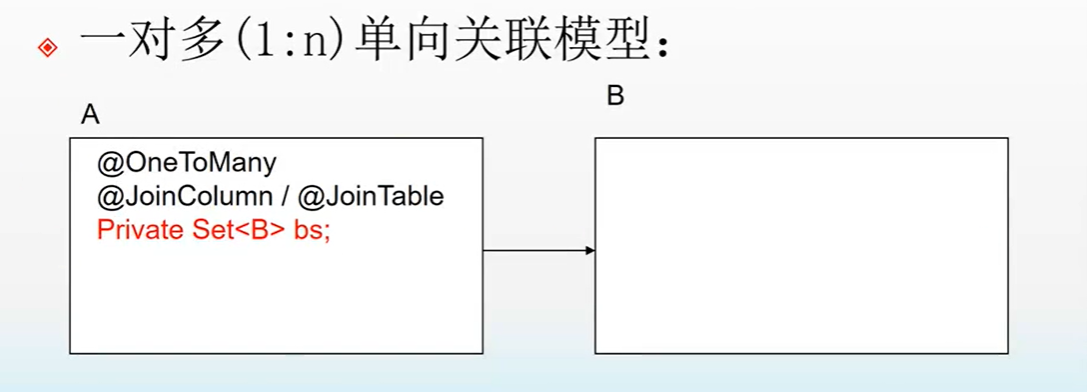 一对多(1:n)单向关联模型：
A
B
@OneToMany
@JoinColumn / @JoinTable
Private Set<B> bs;